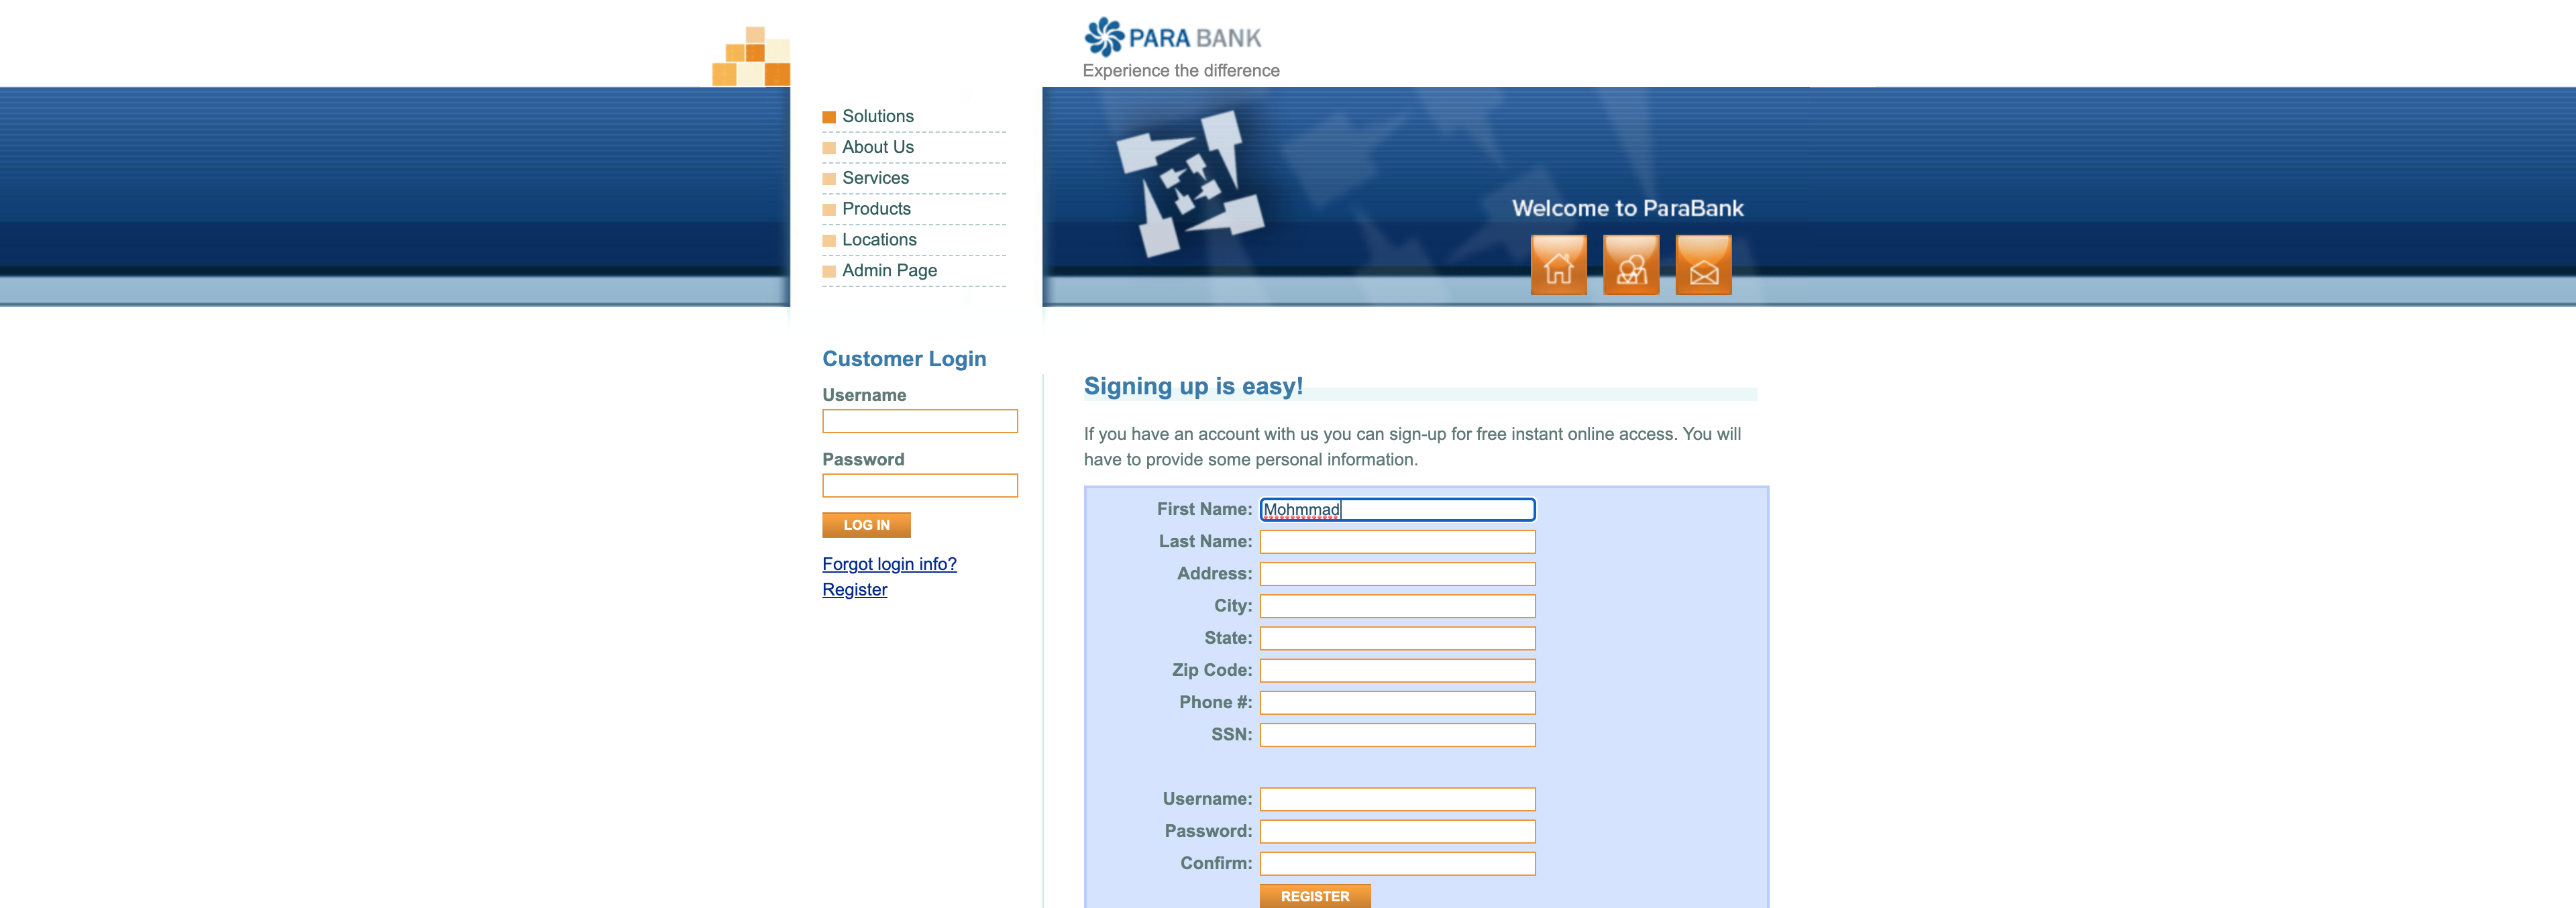 PARA BANK
Experience the difference
Solutions
About Us
Services
Products
Locations
Admin Page
Welcome to ParaBank
Customer Login
Username
Password
LOG IN
Forgot login info?
Register
Signing up is easy!
If you have an account with us you can sign-up for free instant online access. You will
have to provide some personal information.
First Name: Mohmmad
Last Name:
Address:
City:
State:
Zip Code:
Phone #:
SSN:
Username:
Password:
Confirm:
REGISTER